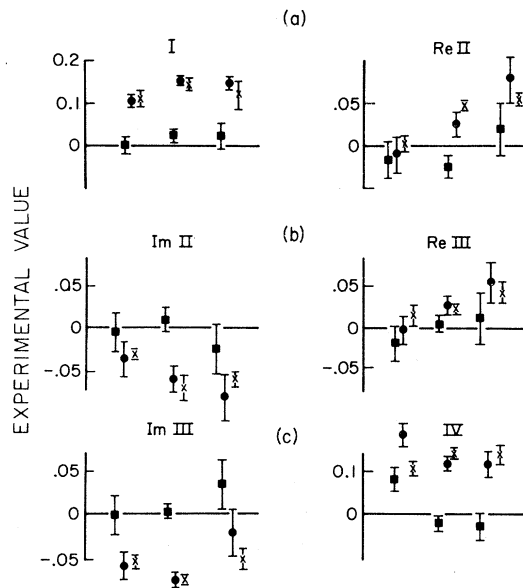 (a)
I
Re II
0.2
0.1
0
.05
0
EXPERIMENTAL VALUE
(b)
Im II
Re III
.05
0
-.05
.05
0
-.05
(c)
Im III
IV
.05
0
-.05
0.1
0